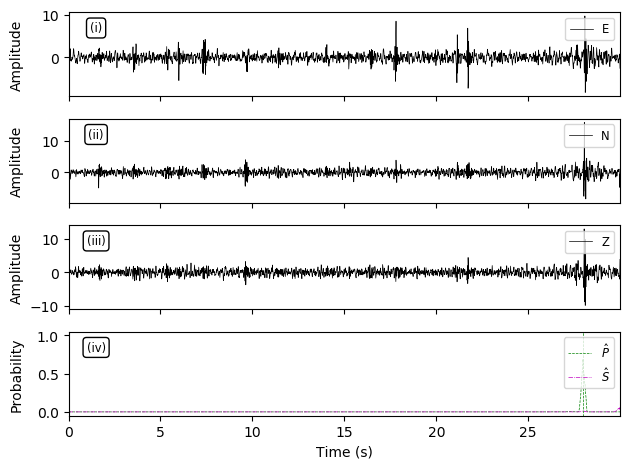 (i)
E
Amplitude
10
0
(ii)
N
Amplitude
10
0
(iii)
Z
Amplitude
10
0
−10
(iv)
P̂
Ŝ
Probability
1.0
0.5
0.0
0 5 10 15 20 25
Time (s)